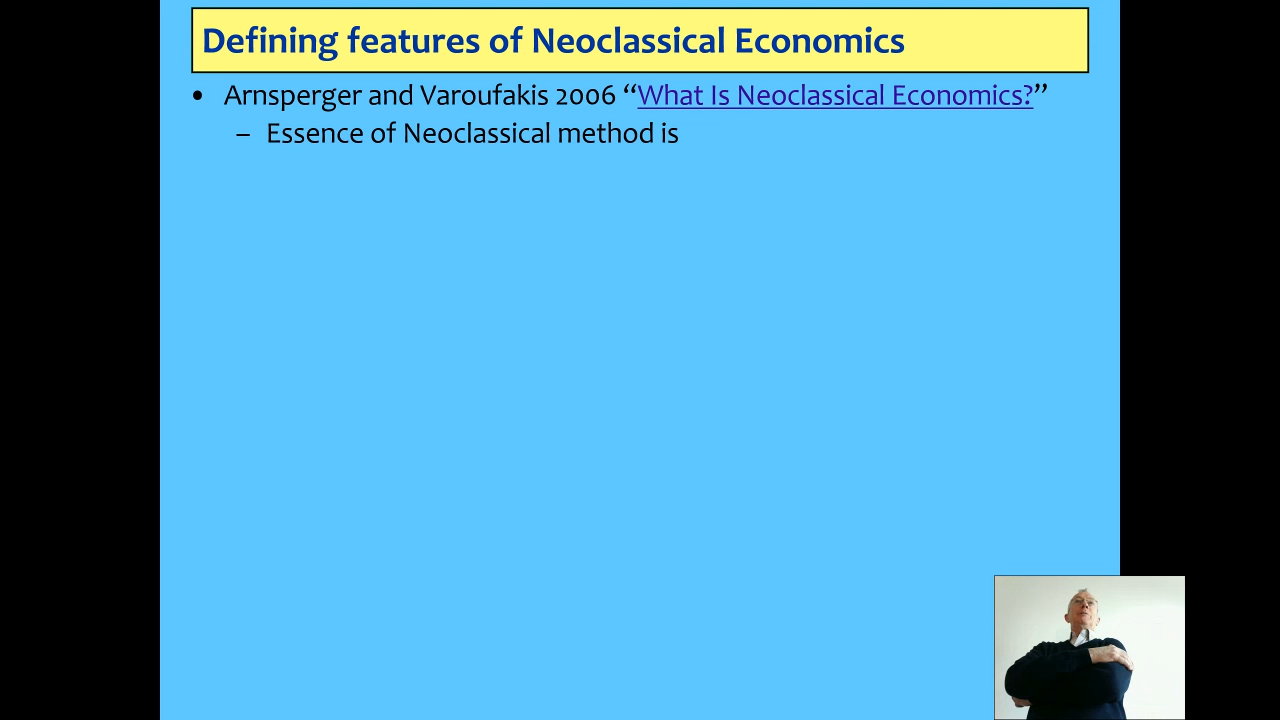 Defining features of Neoclassical Economics
• Arnsperger and Varoufakis 2006 “What Is Neoclassical Economics?”
– Essence of Neoclassical method is